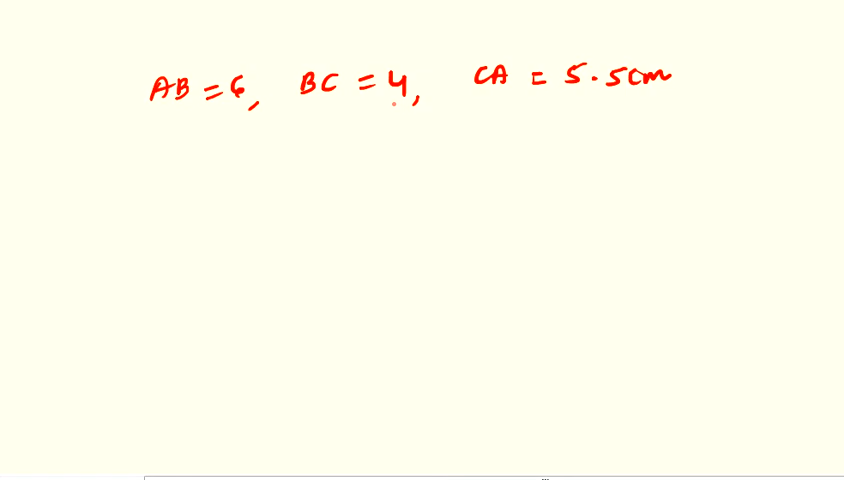 AB = 6, BC = 4, CA = 5.5cm